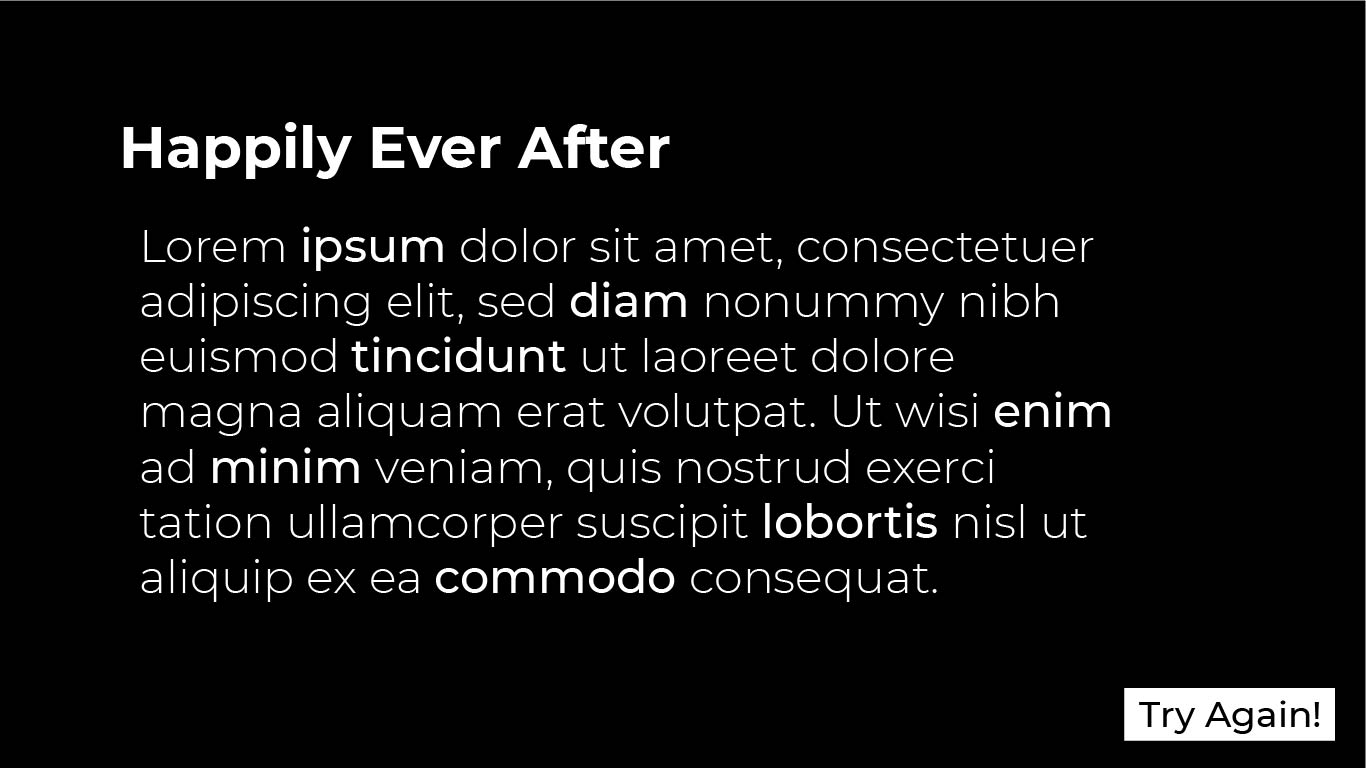 Happily Ever After
Lorem ipsum dolor sit amet, consectetuer
adipiscing elit, sed diam nonummy nibh
euismod tincidunt ut laoreet dolore
magna aliquam erat volutpat. Ut wisi enim
ad minim veniam, quis nostrud exerci
tation ullamcorper suscipit lobortis nisl ut
aliquip ex ea commodo consequat.
Try Again!